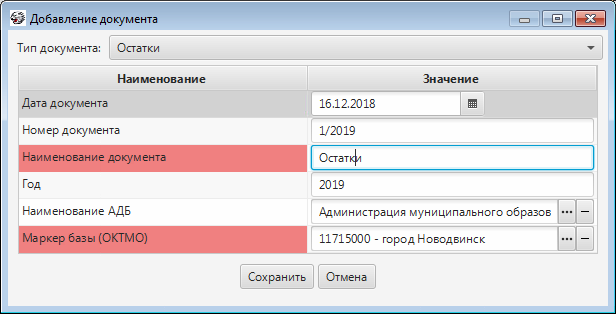 Добавление документа
Тип документа: Остатки
Наименование Значение
Дата документа 16.12.2018
Номер документа 1/2019
Наименование документа Остатки
Год 2019
Наименование АДБ Администрация муниципального образов ...
Маркер базы (ОКТМО) 11715000 - город Новодвинск ...
Сохранить Отмена